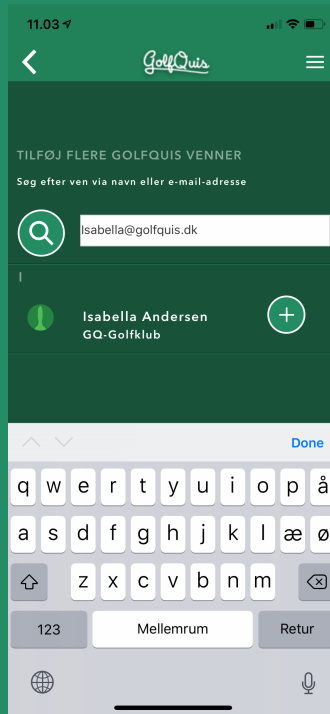 11.03
GolfQuis
TILFØJ FLERE GOLFQUIS VENNER
Søg efter ven via navn eller e-mail-adresse
Isabella@golfquis.dk
I
Isabella Andersen
GQ-Golfklub
Done
q w e r t y u i o p å
a s d f g h j k l æ ø
z x c v b n m
123 Mellemrum Retur